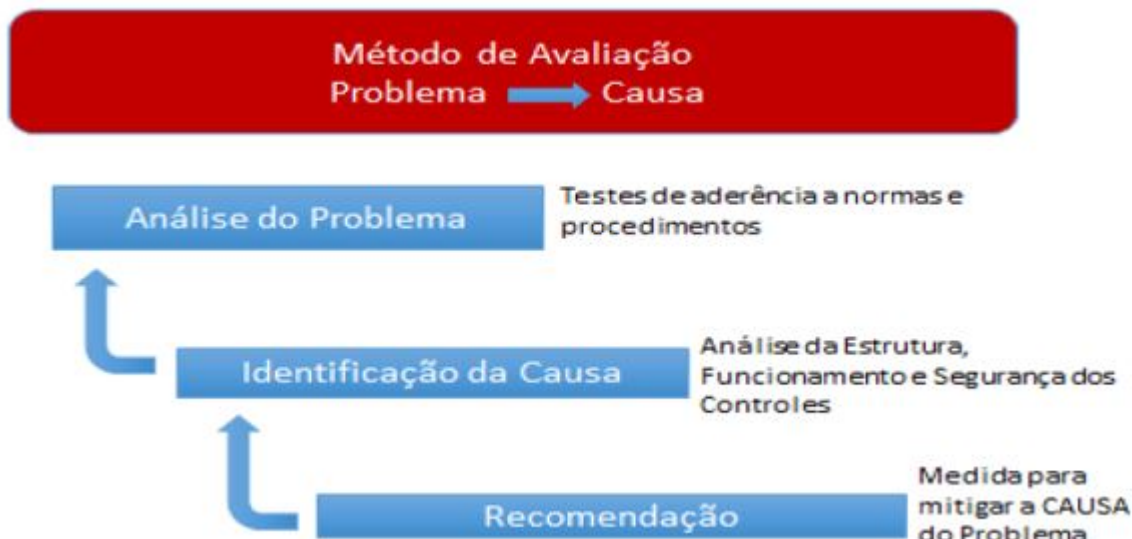 Método de Avaliação
Problema Causa
Análise do Problema
Testes de aderência a normas e
procedimentos
Identificação da Causa
Análise da Estrutura,
Funcionamento e Segurança dos
Controles
Recomendação
Medida para
mitigar a CAUSA
do Problema